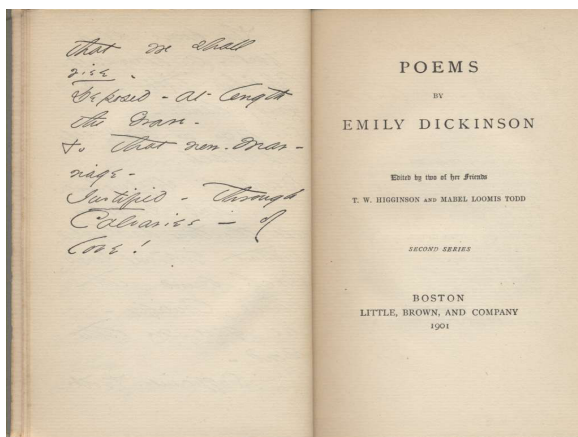 that we shall
rise -
Deposed - at length
the Grave -
To that new. Mar-
riage -
Justified - through
Calvaries - of
Love!
POEMS
BY
EMILY DICKINSON
Edited by two of her Friends
T. W. HIGGINSON AND MABEL LOOMIS TODD
SECOND SERIES
BOSTON
LITTLE, BROWN, AND COMPANY
1901